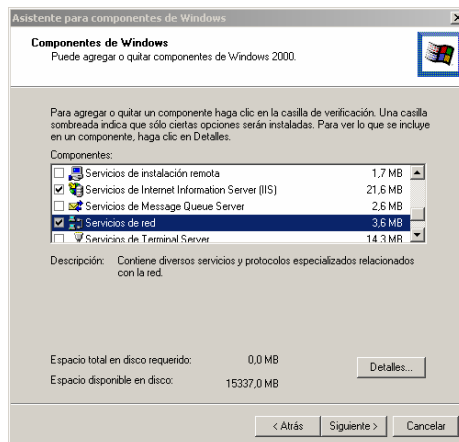 Asistente para componentes de Windows
Componentes de Windows
Puede agregar o quitar componentes de Windows 2000.
Para agregar o quitar un componente haga clic en la casilla de verificación. Una casilla
sombreada indica que sólo ciertas opciones serán instaladas. Para ver lo que se incluye
en un componente, haga clic en Detalles.
Componentes:
Servicios de instalación remota 1,7 MB
Servicios de Internet Information Server (IIS) 21,6 MB
Servicios de Message Queue Server 2,6 MB
Servicios de red 3,6 MB
Servicios de Terminal Server 14,3 MB
Descripción: Contiene diversos servicios y protocolos especializados relacionados
con la red.
Espacio total en disco requerido: 0,0 MB
Espacio disponible en disco: 15337,0 MB
Detalles...
< Atrás Siguiente > Cancelar